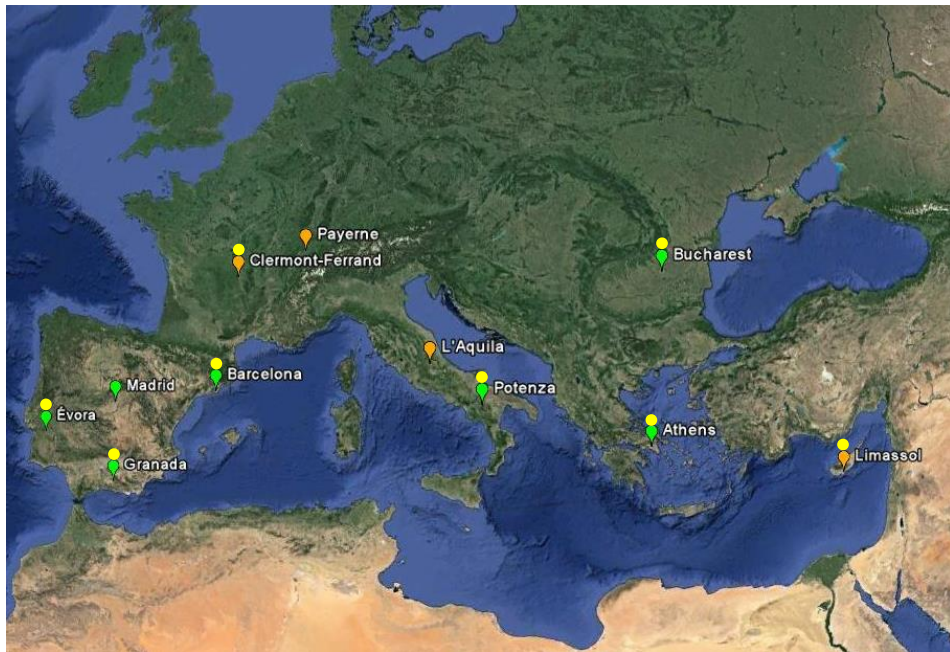 Payerne
Clermont-Ferrand
Bucharest
L'Aquila
Barcelona
Madrid
Potenza
Évora
Athens
Granada
Limassol